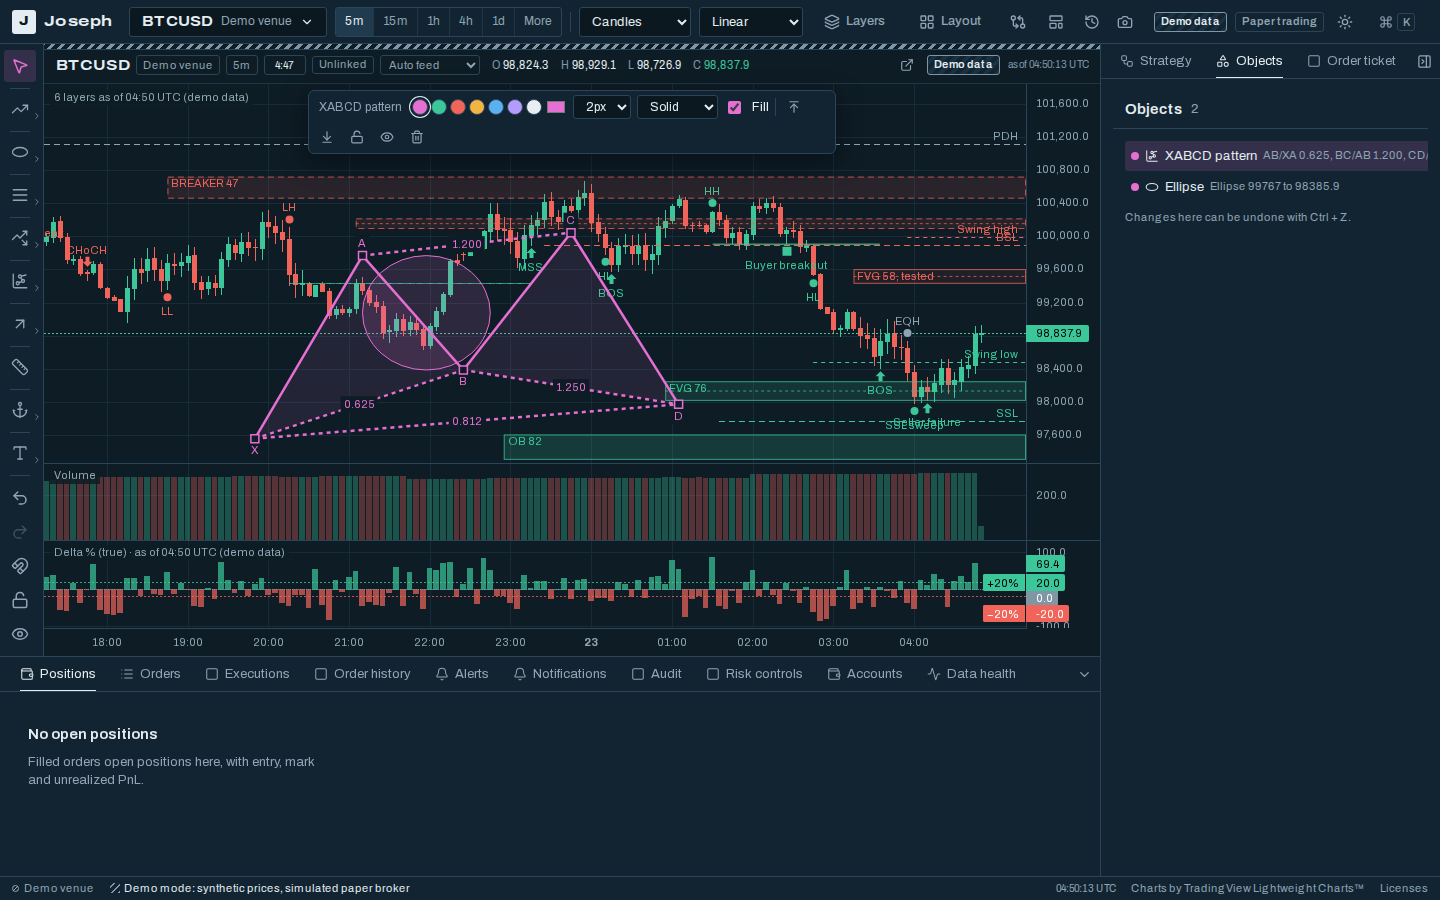 J Joseph BTCUSD Demo venue 5m 15m 1h 4h 1d More Candles Linear Layers Layout Demo data Paper trading ⌘ K
BTCUSD Demo venue 5m 4:47 Unlinked Auto feed O 98,824.3 H 98,929.1 L 98,726.9 C 98,837.9 Demo data as of 04:50:13 UTC
Strategy Objects Order ticket
6 layers as of 04:50 UTC (demo data)
XABCD pattern 2px Solid Fill
Objects 2
XABCD pattern AB/XA 0.625, BC/AB 1.200, CD/
Ellipse Ellipse 99767 to 98385.9
Changes here can be undone with Ctrl + Z.
101,600.0
PDH 101,200.0
100,800.0
BREAKER 47
HH
LH 100,400.0
C
Swing high
BSL 100,000.0
A 1.200
CHoCH
MSS Buyer breakout 99,600.0
HL FVG 58, tested
BOS HL
LL 99,200.0
EQH
98,837.9
Swing low
98,400.0
B 1.250 FVG 76 BOS
0.625 98,000.0
D SSL
0.812 Seller failure
SSL sweep
X OB 82 97,600.0
Volume
200.0
Delta % (true) · as of 04:50 UTC (demo data) 100.0
69.4
+20% 20.0
0.0
−20% -20.0
-100.0
18:00 19:00 20:00 21:00 22:00 23:00 23 01:00 02:00 03:00 04:00
Positions Orders Executions Order history Alerts Notifications Audit Risk controls Accounts Data health
No open positions
Filled orders open positions here, with entry, mark
and unrealized PnL.
Demo venue Demo mode: synthetic prices, simulated paper broker 04:50:13 UTC Charts by TradingView Lightweight Charts™ Licenses